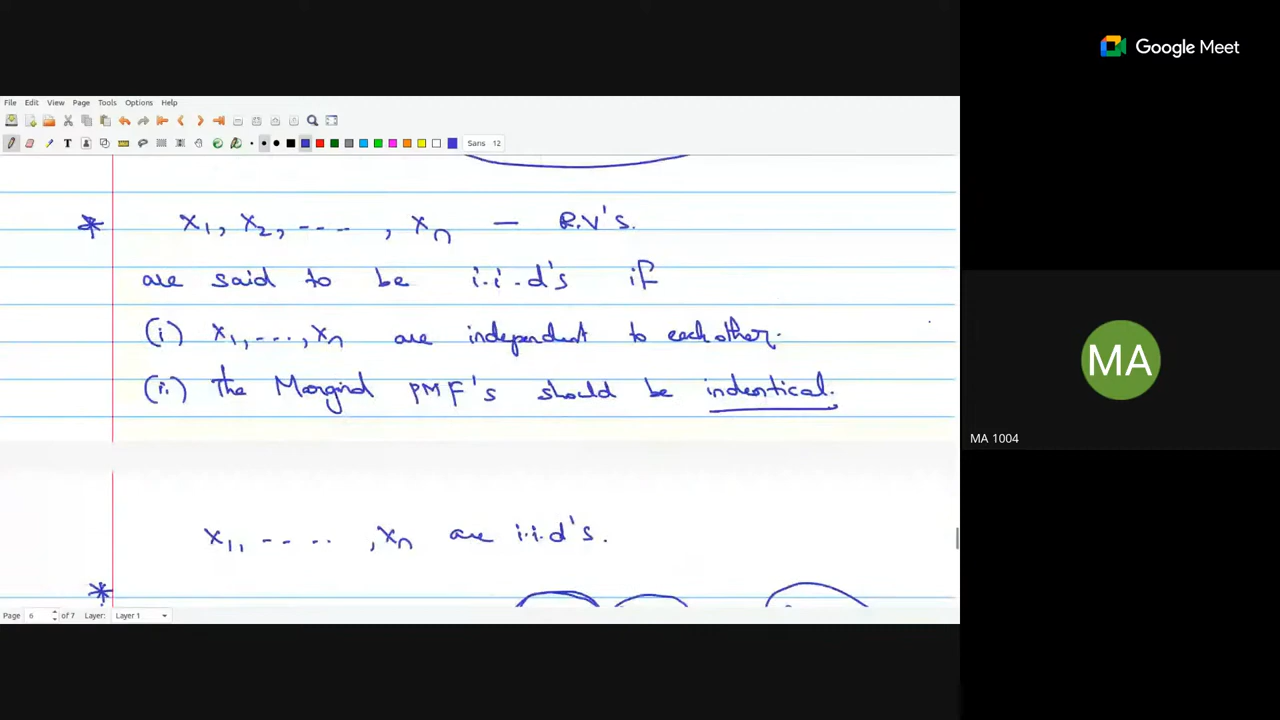 Google Meet
File Edit View Page Tools Options Help
T Sans 12
* X1, X2, ---- , Xn — R.V's.
are said to be i.i.d's if
(i) X1, ---, Xn are independent to each other.
(ii) The Marginal PMF's should be indentical.
MA
MA 1004
X1, ---- , Xn are i.i.d's.
*
Page 6 of 7 Layer: Layer 1